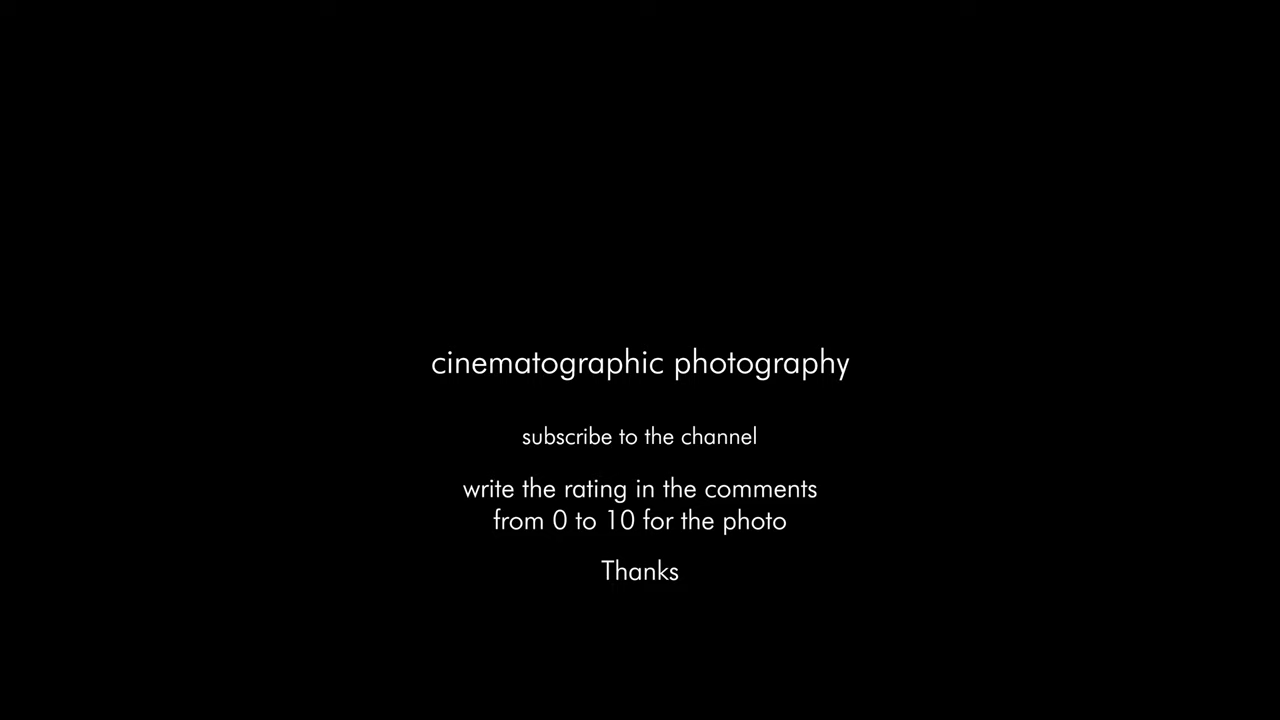 cinematographic photography
subscribe to the channel
write the rating in the comments
from 0 to 10 for the photo
Thanks